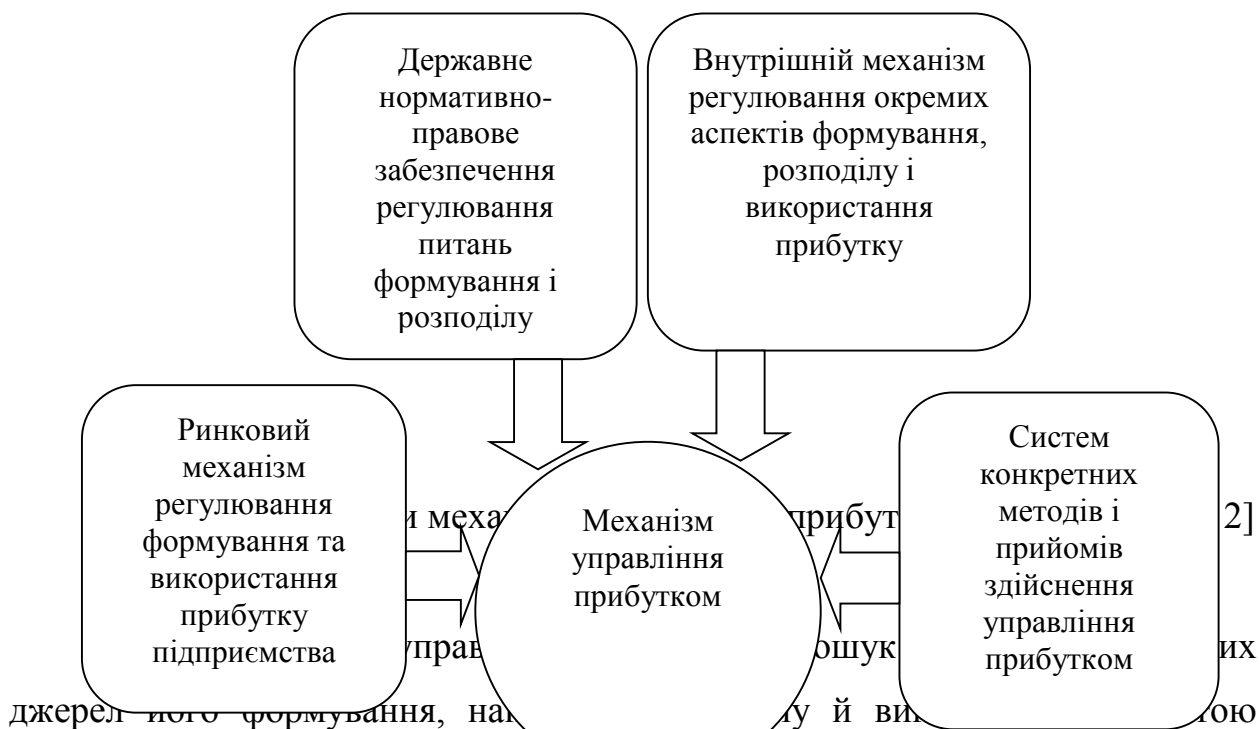 Державне
нормативно-
правове
забезпечення
регулювання
питань
формування і
розподілу
Внутрішній механізм
регулювання окремих
аспектів формування,
розподілу і
використання
прибутку
Ринковий
механізм
регулювання
формування та
використання
прибутку
підприємства
Механізм
управління
прибутком
Систем
конкретних
методів і
прийомів
здійснення
управління
прибутком
2]
джерел його формування, й